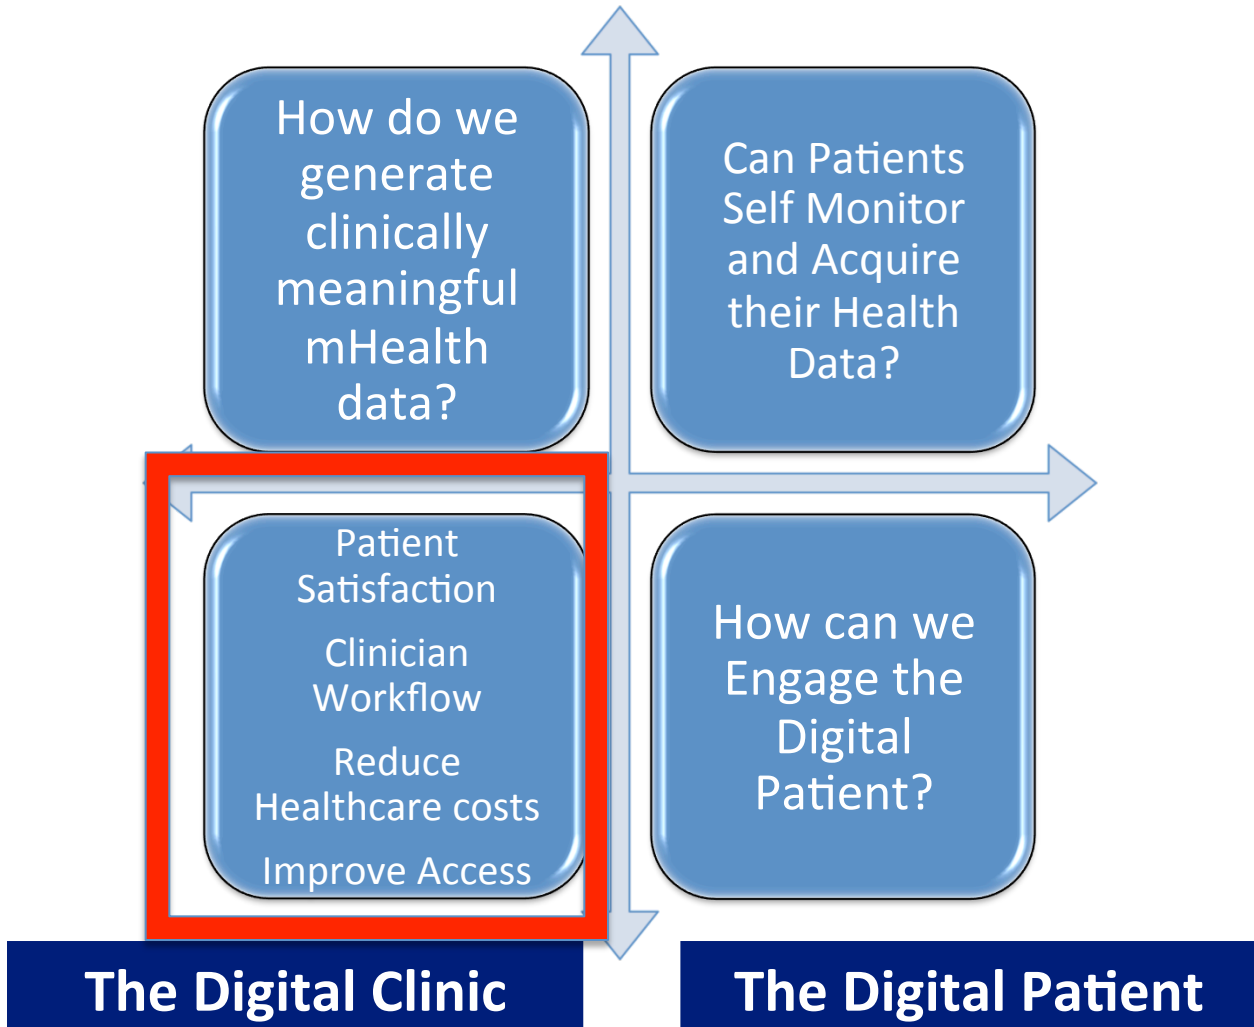 How do we
generate
clinically
meaningful
mHealth
data?
Can Patients
Self Monitor
and Acquire
their Health
Data?
Patient
Satisfaction
Clinician
Workflow
Reduce
Healthcare costs
Improve Access
How can we
Engage the
Digital
Patient?
The Digital Clinic
The Digital Patient